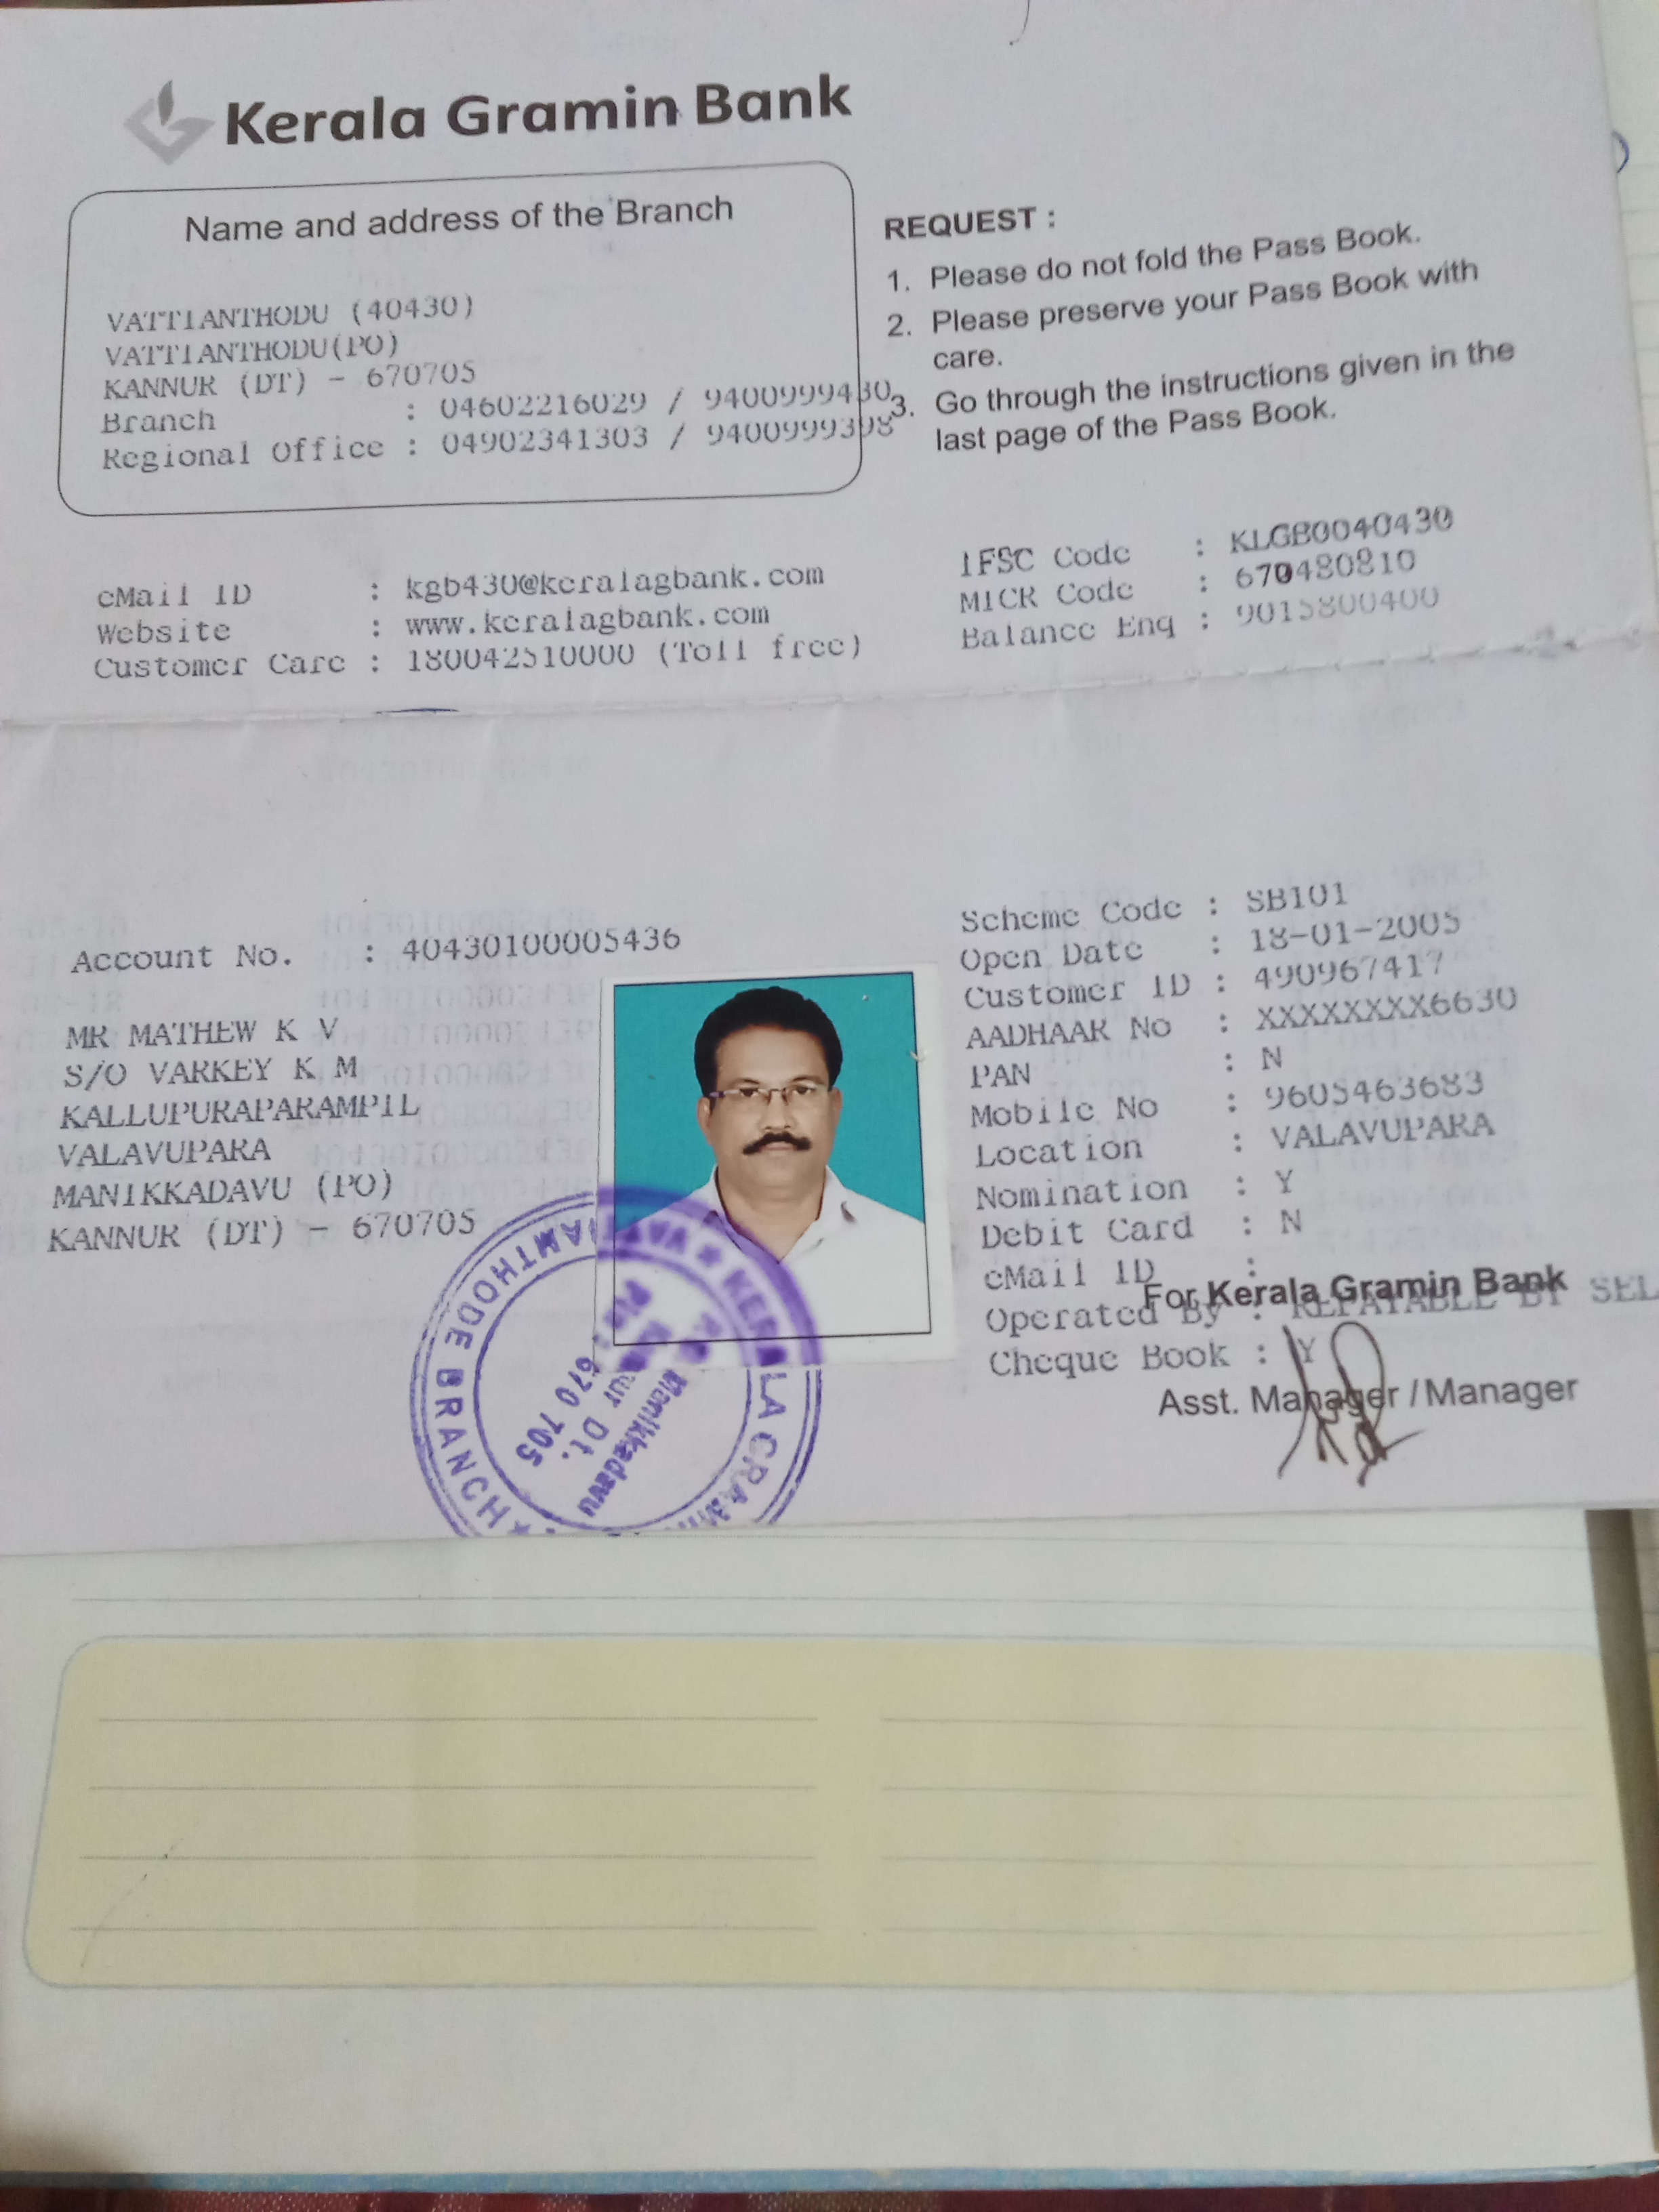 Kerala Gramin Bank
Name and address of the Branch
VATTIANTHODU (40430)
VATTIANTHODU(PO)
KANNUR (DT) - 670705
Branch : 04602216029 / 9400999430
Regional Office : 04902341303 / 9400999398
REQUEST :
1. Please do not fold the Pass Book.
2. Please preserve your Pass Book with
care.
3. Go through the instructions given in the
last page of the Pass Book.
eMail ID : kgb430@keralagbank.com
Website : www.keralagbank.com
Customer Care : 180042510000 (Toll free)
IFSC Code : KLGB0040430
MICR Code : 670480810
Balance Enq : 9015800400
Account No. : 40430100005436
MR MATHEW K V
S/O VARKEY K M
KALLUPURAPARAMPIL
VALAVUPARA
MANIKKADAVU (PO)
KANNUR (DT) - 670705
Scheme Code : SB101
Open Date : 18-01-2005
Customer ID : 490967417
AADHAAR No : XXXXXXXX6630
PAN : N
Mobile No : 9605463683
Location : VALAVUPARA
Nomination : Y
Debit Card : N
eMail ID :
For Kerala Gramin Bank
Operated By : REPAYABLE BY SEL
Cheque Book : Y
Asst. Manager / Manager
KERALA GRAMIN
IANTHODE BRANCH
Manikkadavu
Dt.
670 705